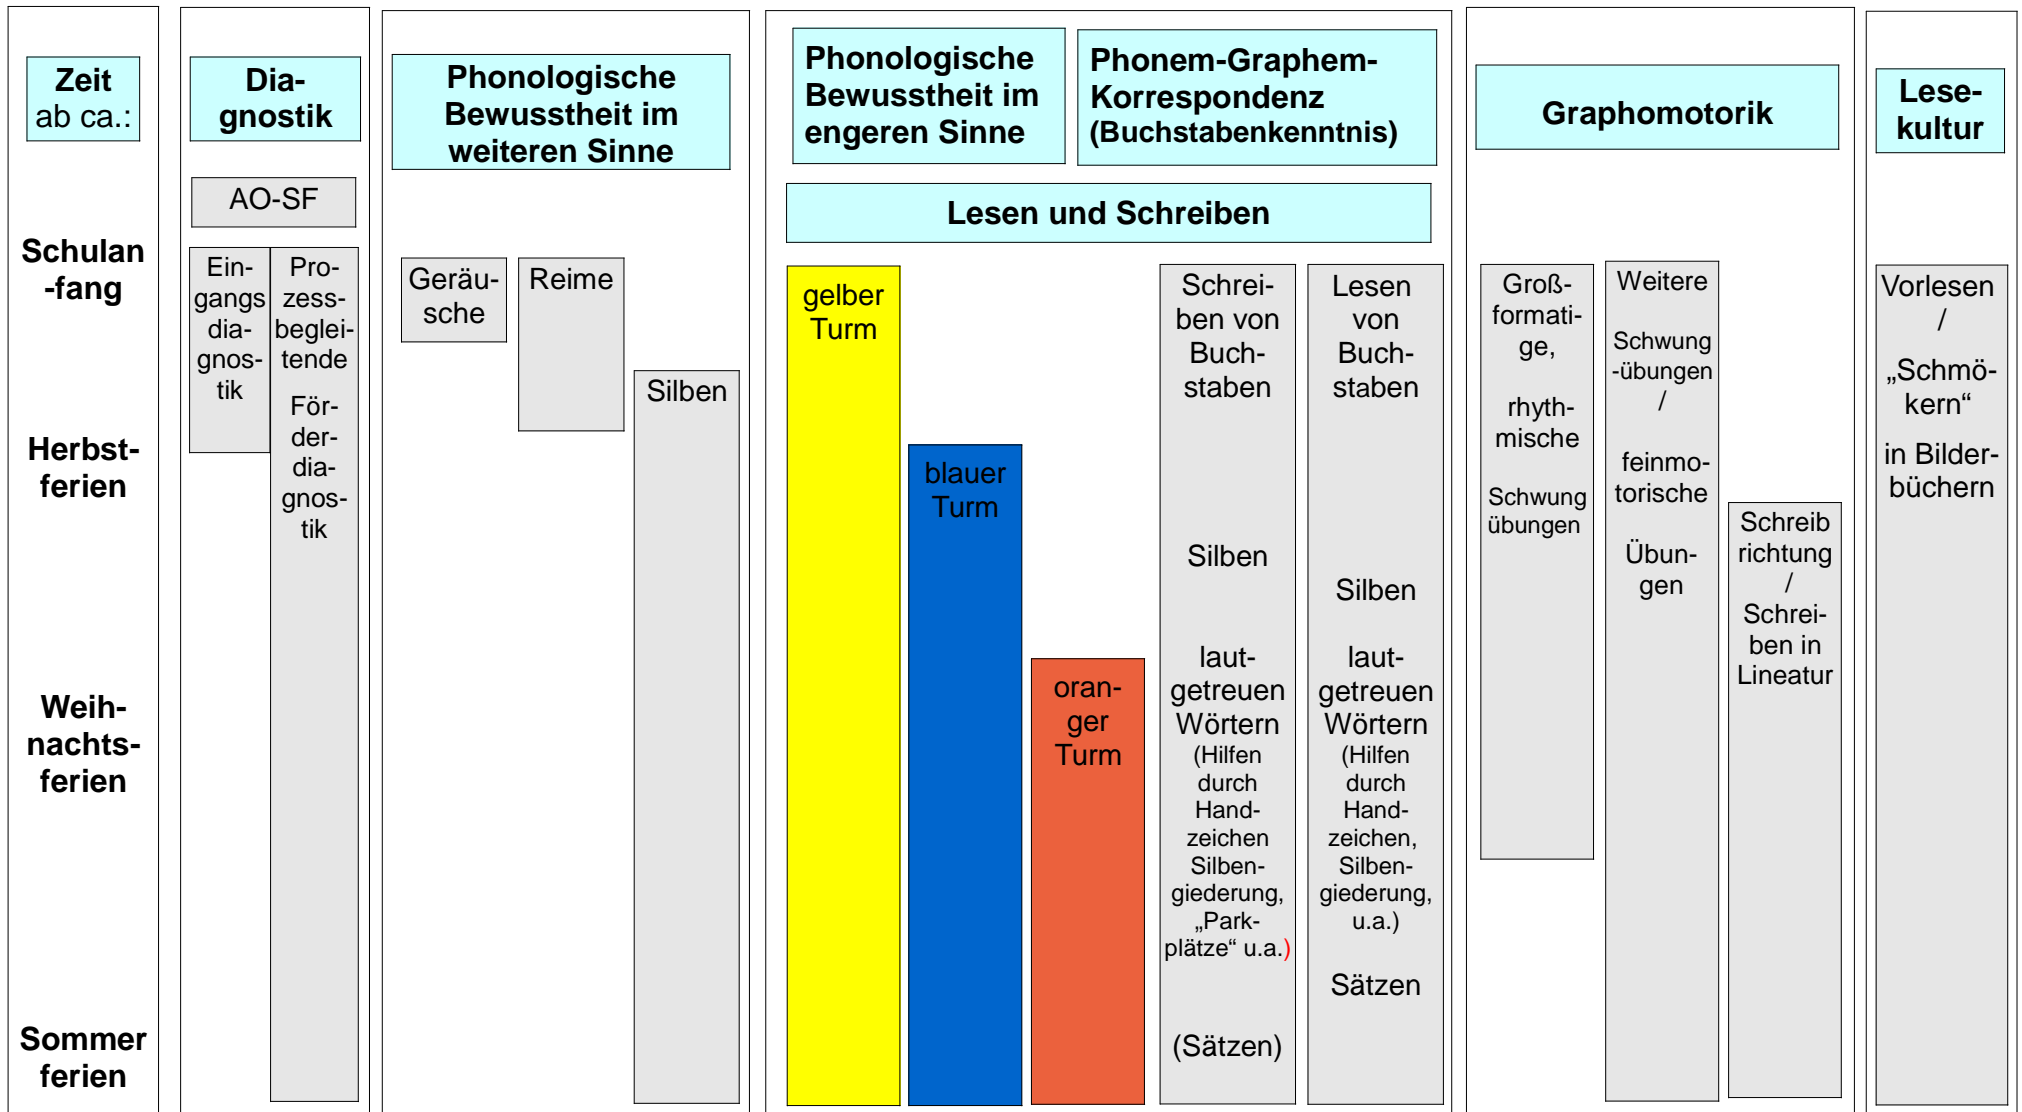 Zeit
ab ca.:
Schulan
-fang
Herbst-
ferien
Weih-
nachts-
ferien
Sommer
ferien
Dia-
gnostik
AO-SF
Ein-
gangs
dia-
gnos-
tik
Pro-
zess-
beglei-
tende
För-
der-
dia-
gnos-
tik
Phonologische
Bewusstheit im
weiteren Sinne
Geräu-
sche
Reime
Silben
Phonologische
Bewusstheit im
engeren Sinne
Phonem-Graphem-
Korrespondenz
(Buchstabenkenntnis)
Lesen und Schreiben
gelber
Turm
blauer
Turm
oran-
ger
Turm
Schrei-
ben von
Buch-
staben
Silben
laut-
getreuen
Wörtern
(Hilfen
durch
Hand-
zeichen
Silben-
giederung,
„Park-
plätze“ u.a.)
(Sätzen)
Lesen
von
Buch-
staben
Silben
laut-
getreuen
Wörtern
(Hilfen
durch
Hand-
zeichen,
Silben-
giederung,
u.a.)
Sätzen
Graphomotorik
Groß-
formati-
ge,
rhyth-
mische
Schwung
übungen
Weitere
Schwung
-übungen
/
feinmo-
torische
Übun-
gen
Schreib
richtung
/
Schrei-
ben in
Lineatur
Lese-
kultur
Vorlesen
/
„Schmö-
kern“
in Bilder-
büchern